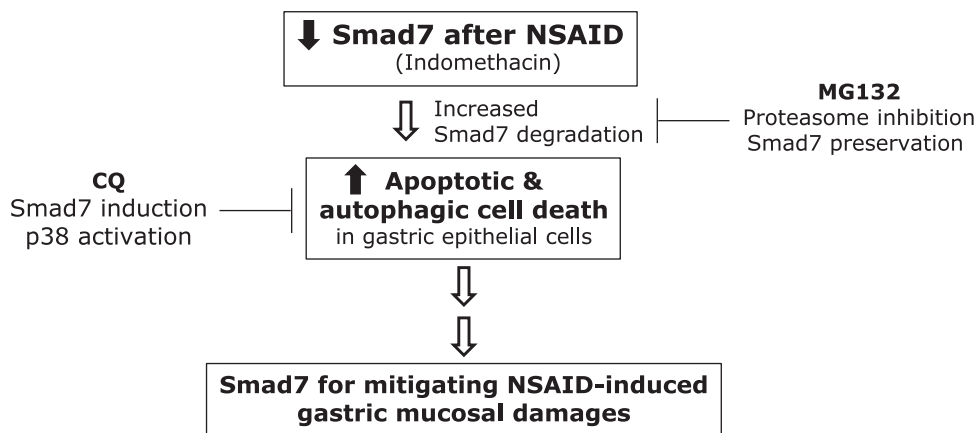 Smad7 after NSAID
(Indomethacin)
Increased
Smad7 degradation
MG132
Proteasome inhibition
Smad7 preservation
CQ
Smad7 induction
p38 activation
Apoptotic &
autophagic cell death
in gastric epithelial cells
Smad7 for mitigating NSAID-induced
gastric mucosal damages